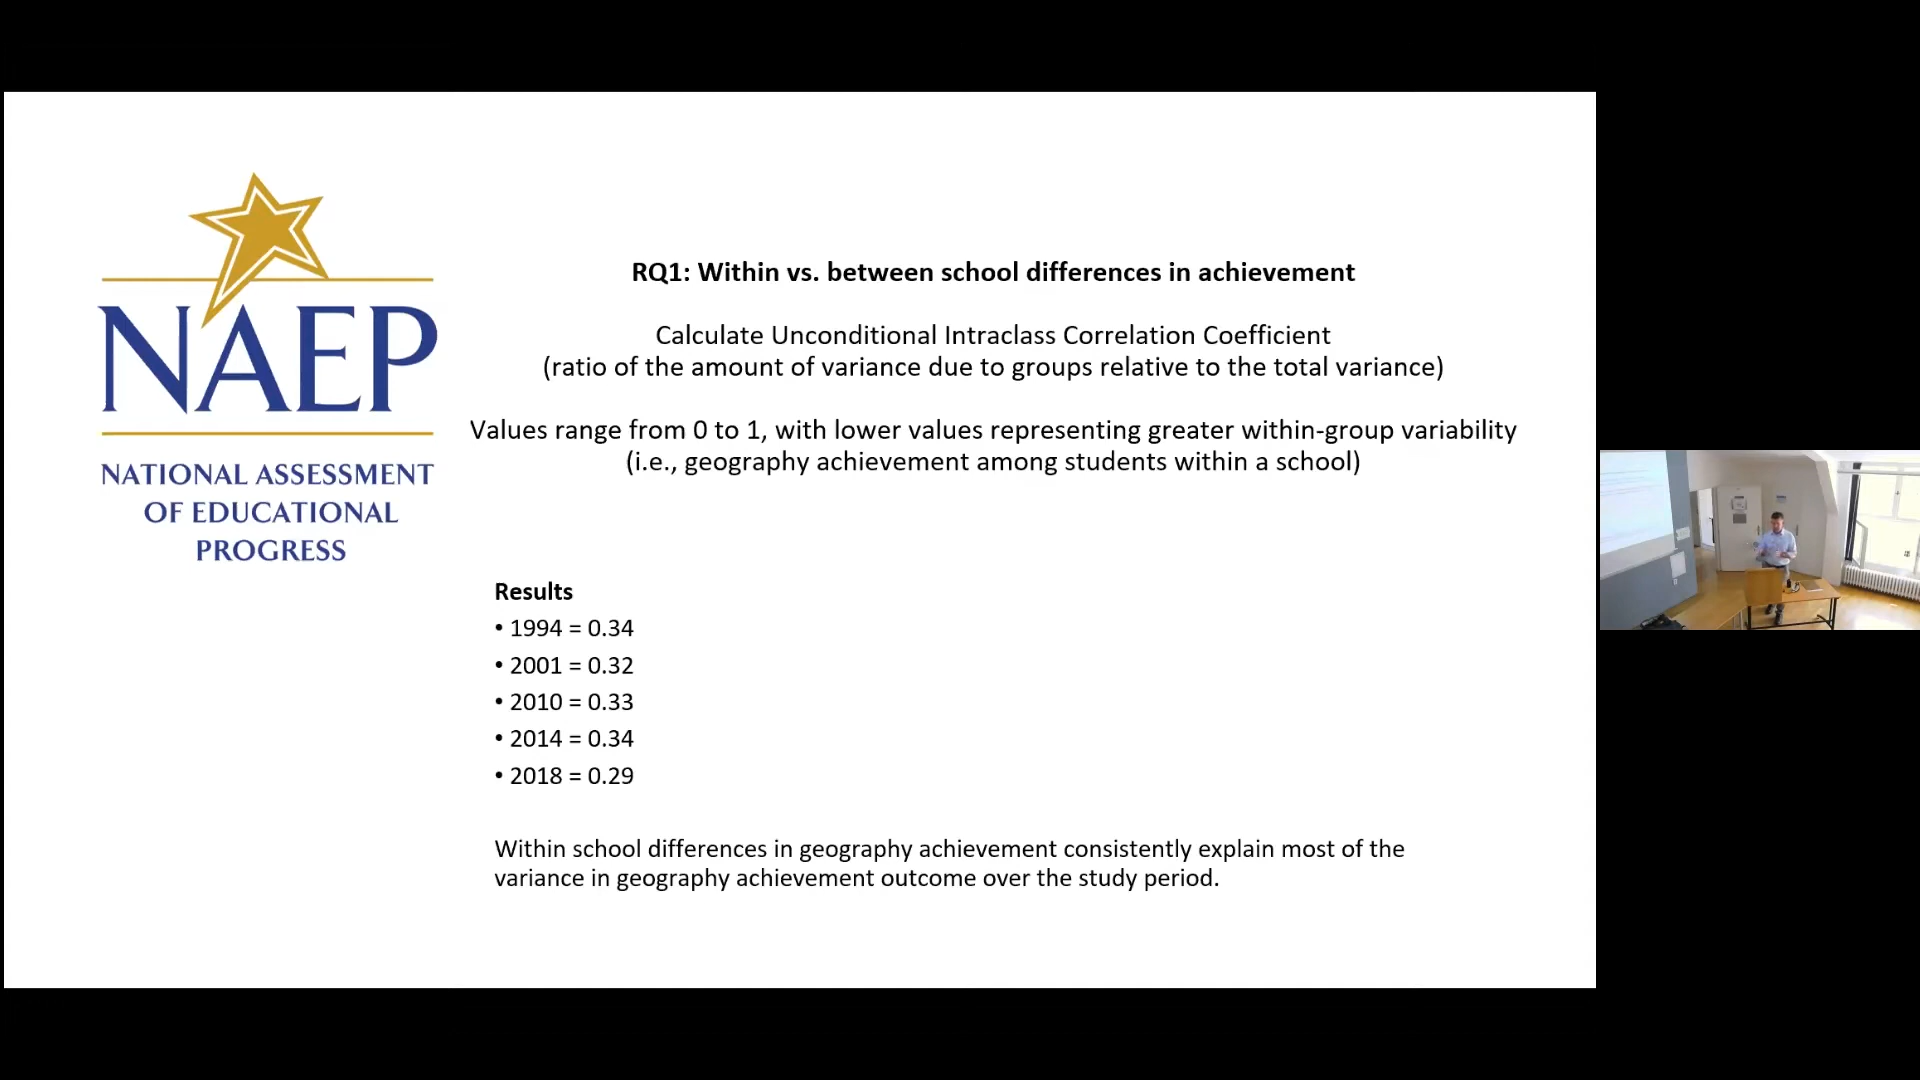 NAEP
NATIONAL ASSESSMENT
OF EDUCATIONAL
PROGRESS
RQ1: Within vs. between school differences in achievement
Calculate Unconditional Intraclass Correlation Coefficient
(ratio of the amount of variance due to groups relative to the total variance)
Values range from 0 to 1, with lower values representing greater within-group variability
(i.e., geography achievement among students within a school)
Results
• 1994 = 0.34
• 2001 = 0.32
• 2010 = 0.33
• 2014 = 0.34
• 2018 = 0.29
Within school differences in geography achievement consistently explain most of the
variance in geography achievement outcome over the study period.